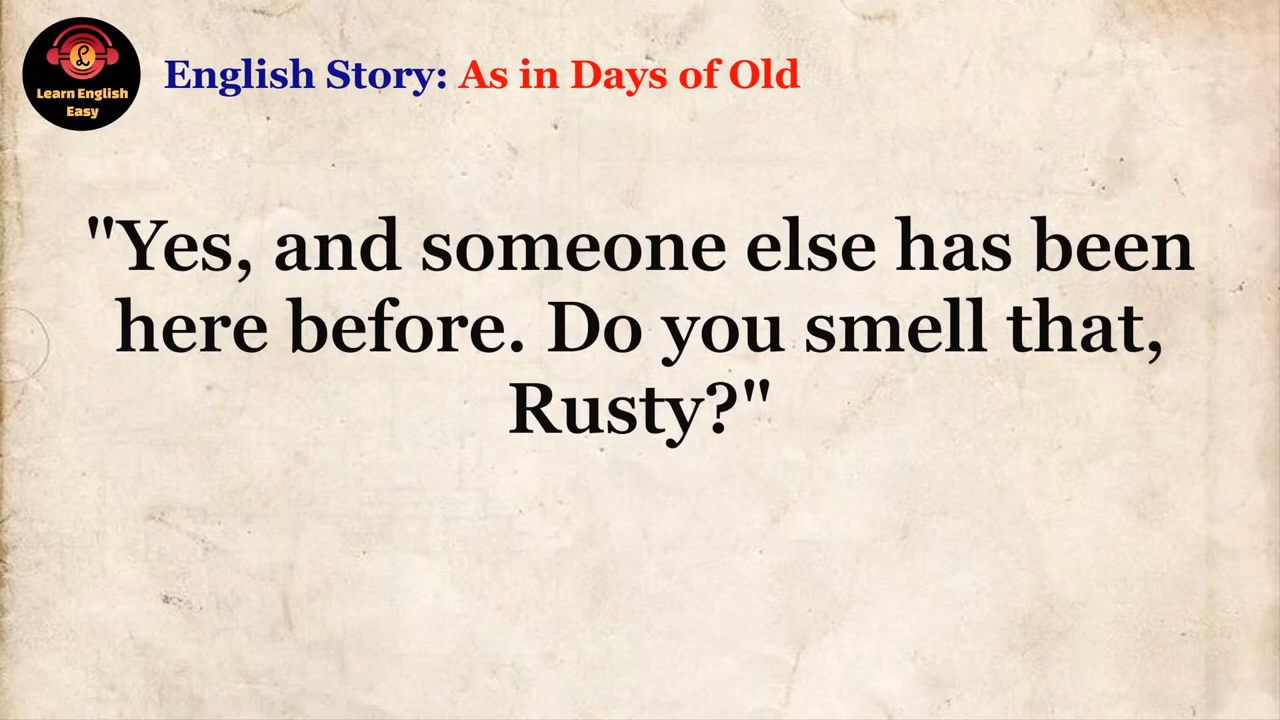 Learn English
Easy
English Story: As in Days of Old
"Yes, and someone else has been
here before. Do you smell that,
Rusty?"